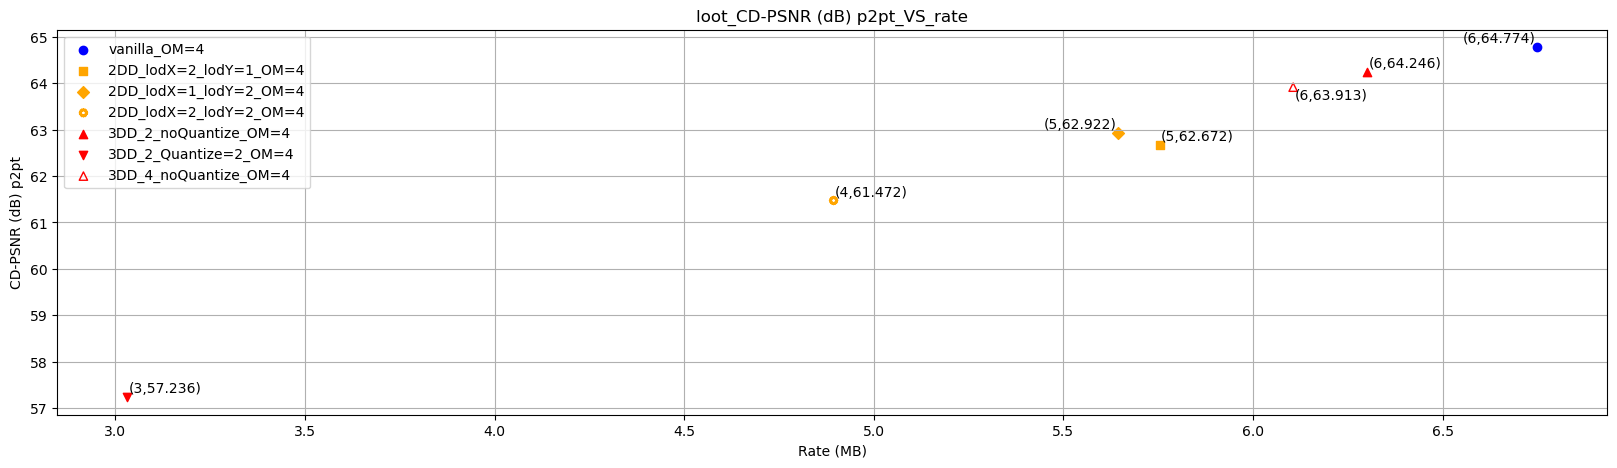 loot_CD-PSNR (dB) p2pt_VS_rate
vanilla_OM=4
2DD_lodX=2_lodY=1_OM=4
2DD_lodX=1_lodY=2_OM=4
2DD_lodX=2_lodY=2_OM=4
3DD_2_noQuantize_OM=4
3DD_2_Quantize=2_OM=4
3DD_4_noQuantize_OM=4
(6,64.774)
(6,64.246)
(6,63.913)
(5,62.922)
(5,62.672)
(4,61.472)
(3,57.236)
CD-PSNR (dB) p2pt
65
64
63
62
61
60
59
58
57
3.0 3.5 4.0 4.5 5.0 5.5 6.0 6.5
Rate (MB)